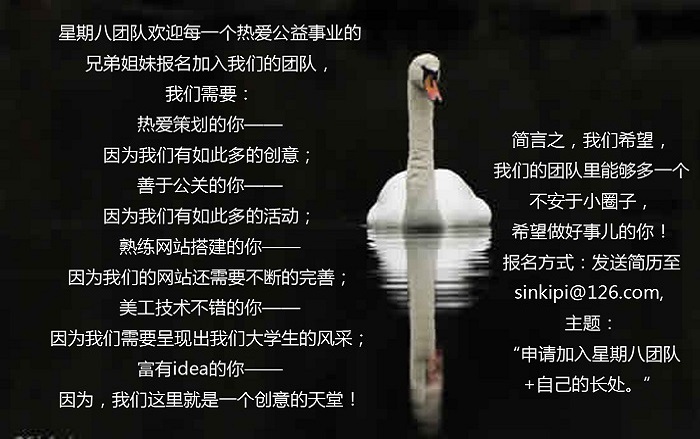 星期八团队欢迎每一个热爱公益事业的
兄弟姐妹报名加入我们的团队，
我们需要：
热爱策划的你——
因为我们有如此多的创意；
善于公关的你——
因为我们有如此多的活动；
熟练网站搭建的你——
因为我们的网站还需要不断的完善；
美工技术不错的你——
因为我们需要呈现出我们大学生的风采；
富有idea的你——
因为，我们这里就是一个创意的天堂！
简言之，我们希望，
我们的团队里能够多一个
不安于小圈子，
希望做好事儿的你！
报名方式：发送简历至
sinkipi@126.com,
主题：
“申请加入星期八团队
+自己的长处。“